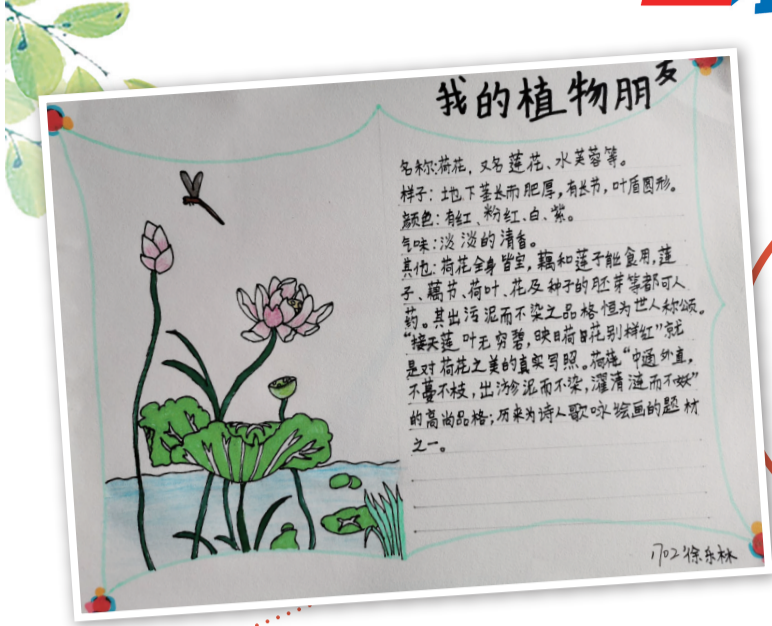 我的植物朋友
名称:荷花,又名莲花、水芙蓉等。
样子:地下茎长而肥厚,有长节,叶盾圆形。
颜色:有红、粉红、白、紫。
气味:淡淡的清香。
其他:荷花全身皆宝,藕和莲子能食用,莲
子、藕节、荷叶、花及种子的胚芽等都可入
药。其出污泥而不染之品格恒为世人称颂。
“接天莲叶无穷碧,映日荷日花别样红”就
是对荷花之美的真实写照。荷花“中通外直,
不蔓不枝,出污泥而不染,濯清涟而不妖”
的高尚品格;历来为诗人歌咏绘画的题材
之一。
1702徐乐林